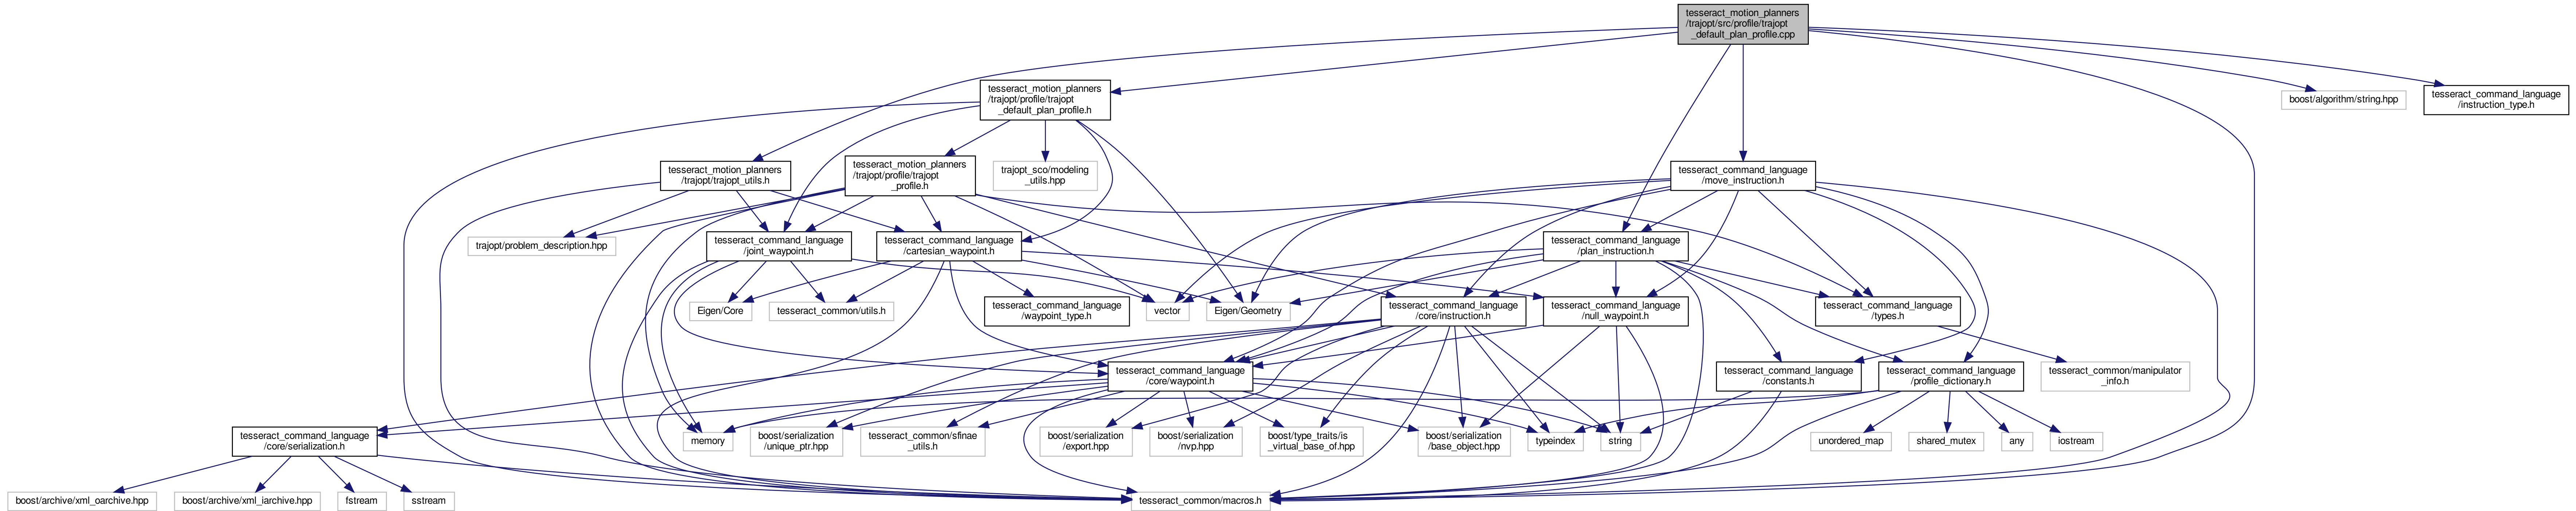 tesseract_motion_planners
/trajopt/src/profile/trajopt
_default_plan_profile.cpp
tesseract_motion_planners
/trajopt/profile/trajopt
_default_plan_profile.h
boost/algorithm/string.hpp
tesseract_command_language
/instruction_type.h
tesseract_motion_planners
/trajopt/trajopt_utils.h
tesseract_motion_planners
/trajopt/profile/trajopt
_profile.h
trajopt_sco/modeling
_utils.hpp
tesseract_command_language
/move_instruction.h
trajopt/problem_description.hpp
tesseract_command_language
/joint_waypoint.h
tesseract_command_language
/cartesian_waypoint.h
tesseract_command_language
/plan_instruction.h
Eigen/Core
tesseract_common/utils.h
tesseract_command_language
/waypoint_type.h
vector
Eigen/Geometry
tesseract_command_language
/core/instruction.h
tesseract_command_language
/null_waypoint.h
tesseract_command_language
/types.h
tesseract_command_language
/core/waypoint.h
tesseract_command_language
/constants.h
tesseract_command_language
/profile_dictionary.h
tesseract_common/manipulator
_info.h
tesseract_command_language
/core/serialization.h
memory
boost/serialization
/unique_ptr.hpp
tesseract_common/sfinae
_utils.h
boost/serialization
/export.hpp
boost/serialization
/nvp.hpp
boost/type_traits/is
_virtual_base_of.hpp
boost/serialization
/base_object.hpp
typeindex
string
unordered_map
shared_mutex
any
iostream
boost/archive/xml_oarchive.hpp
boost/archive/xml_iarchive.hpp
fstream
sstream
tesseract_common/macros.h